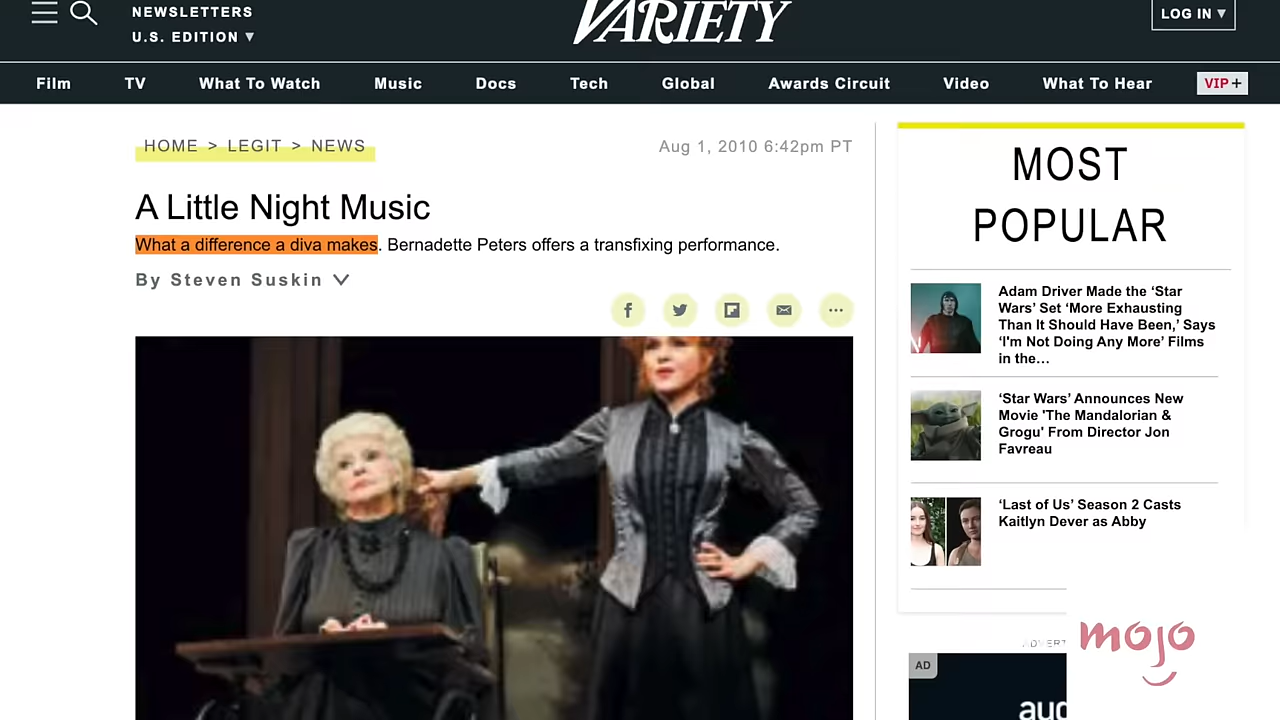 NEWSLETTERS
U.S. EDITION ▼
VARIETY
LOG IN ▼
Film TV What To Watch Music Docs Tech Global Awards Circuit Video What To Hear VIP+
HOME > LEGIT > NEWS
Aug 1, 2010 6:42pm PT
A Little Night Music
What a difference a diva makes. Bernadette Peters offers a transfixing performance.
By Steven Suskin
MOST
POPULAR
Adam Driver Made the ‘Star
Wars’ Set ‘More Exhausting
Than It Should Have Been,’ Says
‘I'm Not Doing Any More’ Films
in the…
‘Star Wars’ Announces New
Movie 'The Mandalorian &
Grogu' From Director Jon
Favreau
‘Last of Us’ Season 2 Casts
Kaitlyn Dever as Abby
mojo
AD